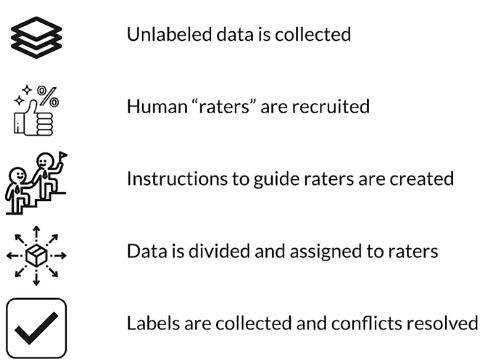 Unlabeled data is collected
%
Human “raters” are recruited
Instructions to guide raters are created
Data is divided and assigned to raters
Labels are collected and conflicts resolved